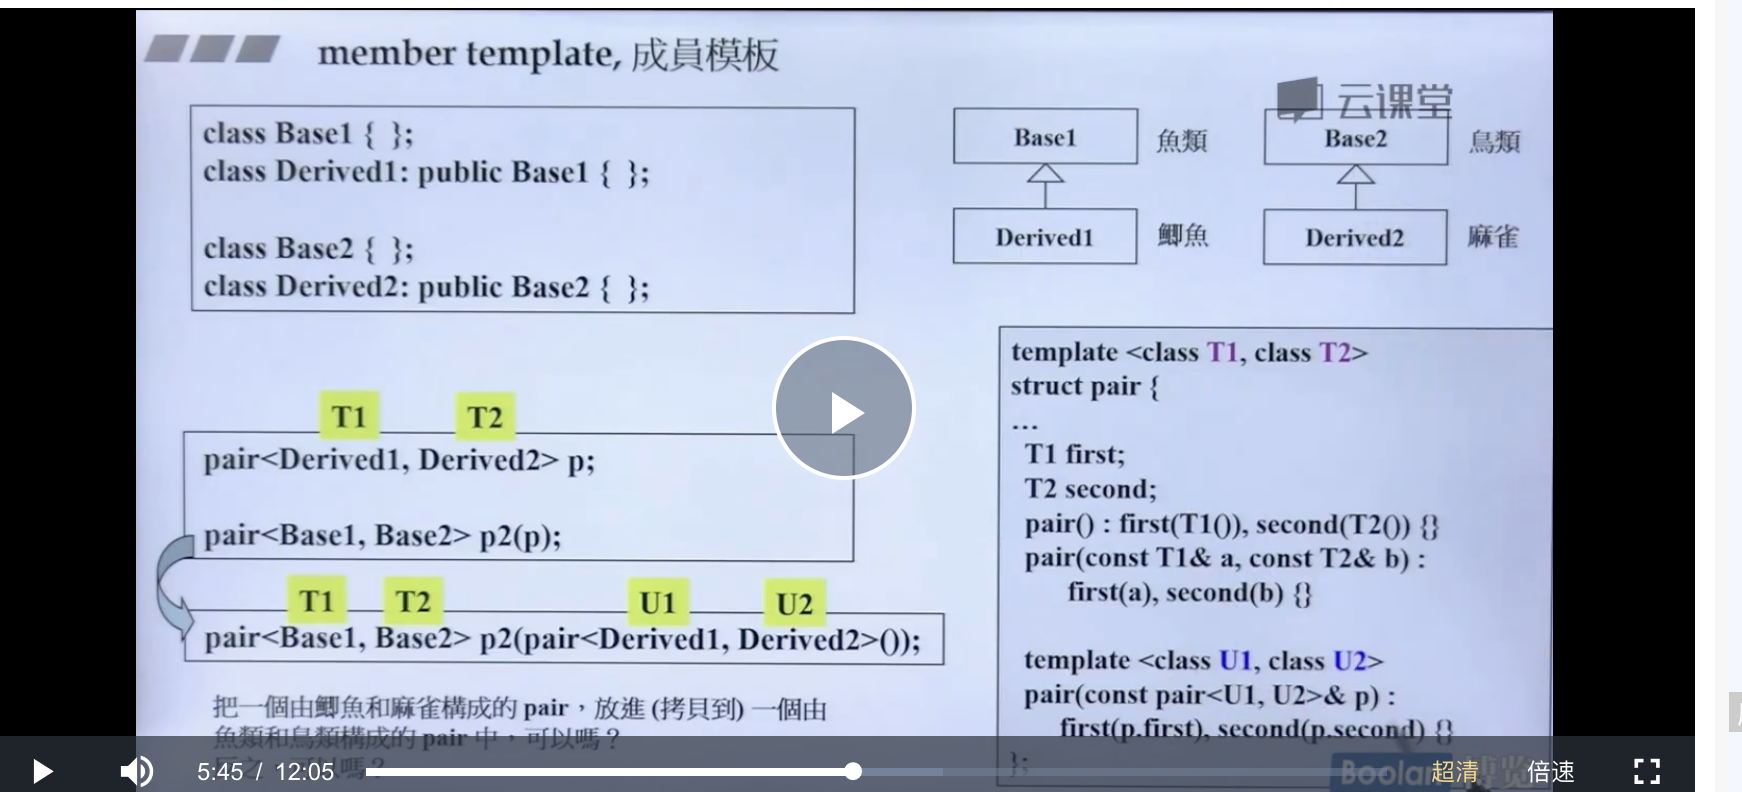 member template, 成員模板
云课堂
class Base1 { };
class Derived1: public Base1 { };
class Base2 { };
class Derived2: public Base2 { };
Base1 魚類
Base2 鳥類
Derived1 鯽魚
Derived2 麻雀
T1 T2
pair<Derived1, Derived2> p;
pair<Base1, Base2> p2(p);
T1 T2 U1 U2
pair<Base1, Base2> p2(pair<Derived1, Derived2>());
把一個由鯽魚和麻雀構成的 pair，放進 (拷貝到) 一個由
魚類和鳥類構成的 pair 中，可以嗎？
嗎？
template <class T1, class T2>
struct pair {
...
T1 first;
T2 second;
pair() : first(T1()), second(T2()) {}
pair(const T1& a, const T2& b) :
first(a), second(b) {}
template <class U1, class U2>
pair(const pair<U1, U2>& p) :
first(p.first), second(p.second) {}
};
Boolan
5:45 / 12:05
超清
倍速